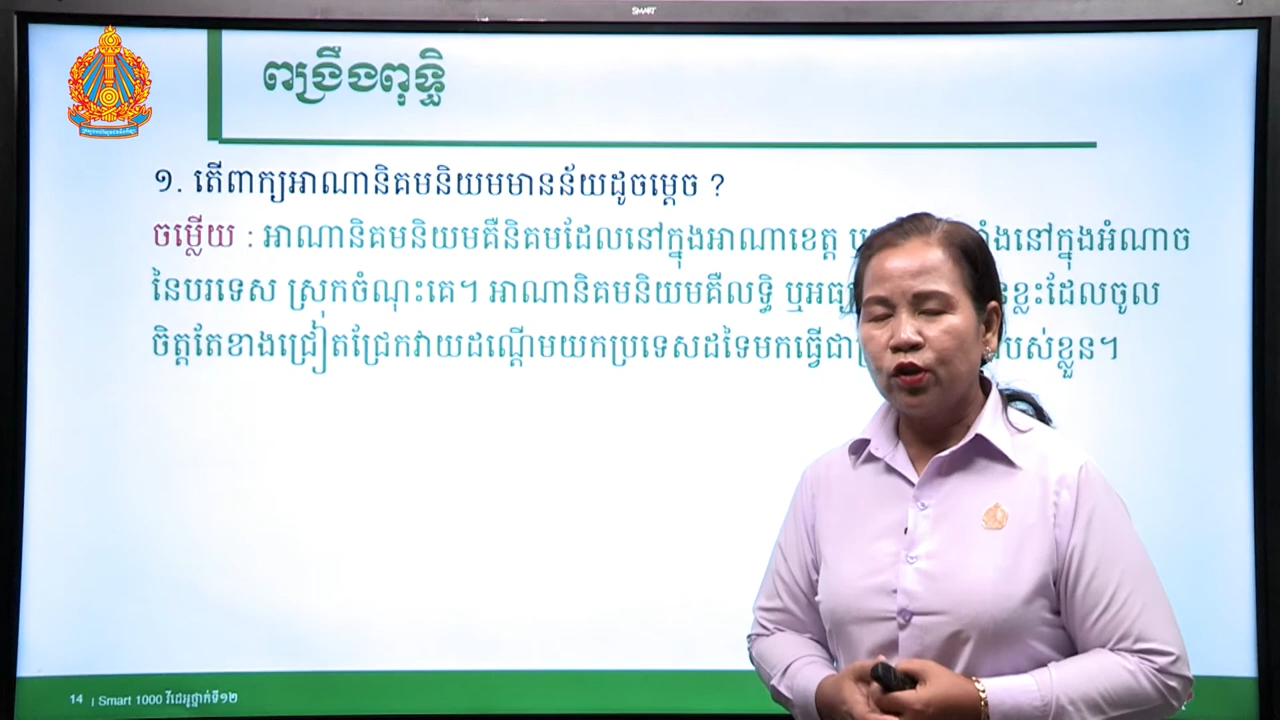 SMART
ពង្រឹងពុទ្ធិ
១. តើពាក្យអាណានិគមនិយមមានន័យដូចម្ដេច ?
ចម្លើយ : អាណានិគមនិយមគឺនិគមដែលនៅក្នុងអាណាខេត្ត នៅក្នុងអំណាច
នៃបរទេស ស្រុកចំណុះគេ។ អាណានិគមនិយមគឺលទ្ធិ ឬ ខ្លះដែលចូល
ចិត្តតែខាងជ្រៀតជ្រែកវាយដណ្ដើមយកប្រទេសដទៃមកធ្វើជា របស់ខ្លួន។
14 | Smart 1000 វីដេអូថ្នាក់ទី១២